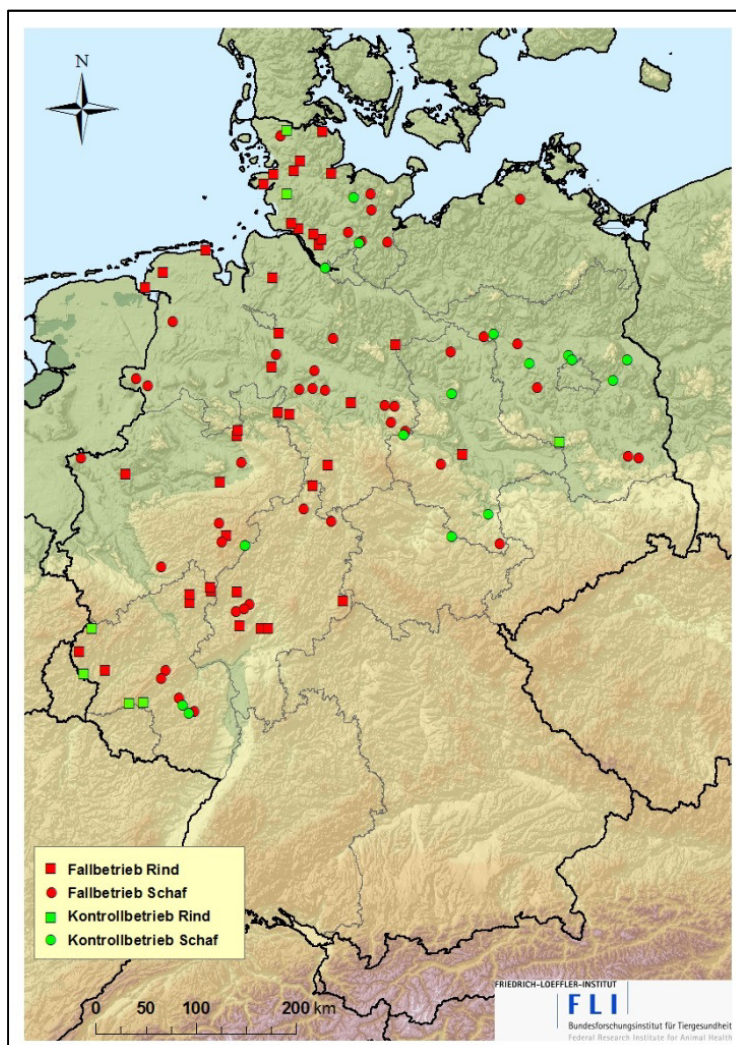 N
Fallbetrieb Rind
Fallbetrieb Schaf
Kontrollbetrieb Rind
Kontrollbetrieb Schaf
0 50 100 200 km
FRIEDRICH-LOEFFLER-INSTITUT
FLI
Bundesforschungsinstitut für Tiergesundheit
Federal Research Institute for Animal Health